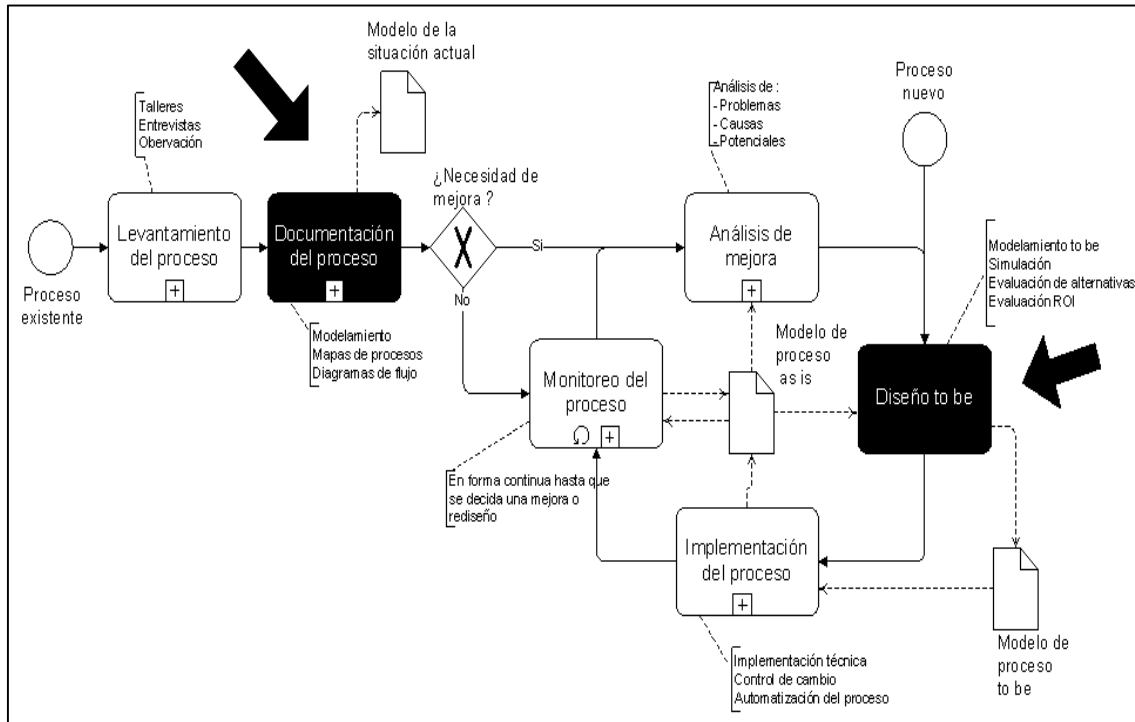 Modelo de la
situación actual
Talleres
Entrevistas
Obervación
Análisis de :
- Problemas
- Causas
- Potenciales
Proceso
nuevo
¿Necesidad de
mejora ?
Levantamiento
del proceso
Documentación
del proceso
X
Si
No
Análisis de
mejora
Modelamiento to be
Simulación
Evaluación de alternativas
Evaluación ROI
Proceso
existente
Modelamiento
Mapas de procesos
Diagramas de flujo
Monitoreo del
proceso
Modelo de
proceso
as is
Diseño to be
En forma continua hasta que
se decida una mejora o
rediseño
Implementación
del proceso
Modelo de
proceso
to be
Implementación técnica
Control de cambio
Automatización del proceso